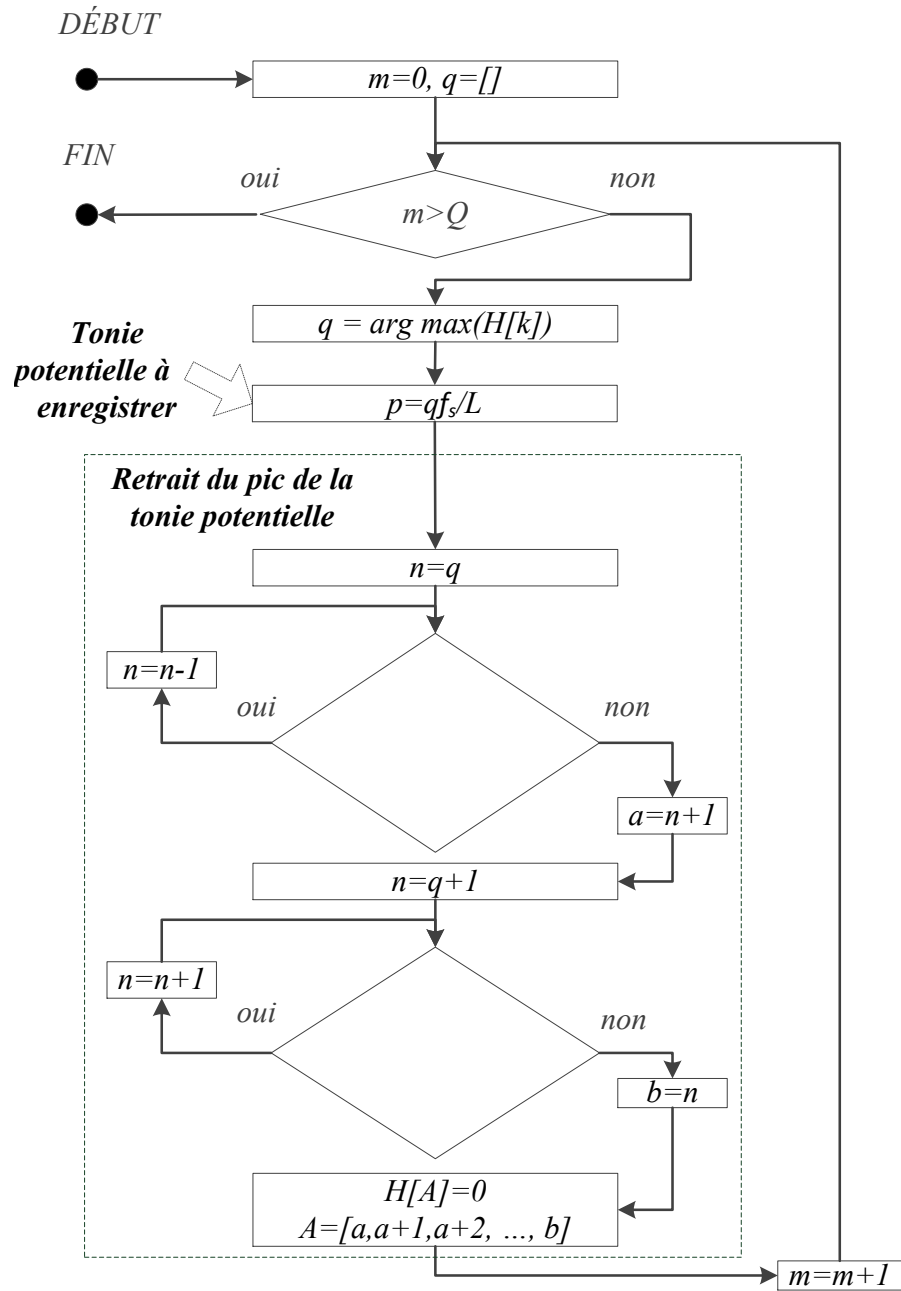 DÉBUT
m=0, q=[]
FIN
oui
non
m>Q
q = arg max(H[k])
Tonie
potentielle à
enregistrer
p=qfₛ/L
Retrait du pic de la
tonie potentielle
n=q
n=n-1
oui
non
a=n+1
n=q+1
n=n+1
oui
non
b=n
H[A]=0
A=[a,a+1,a+2, ..., b]
m=m+1